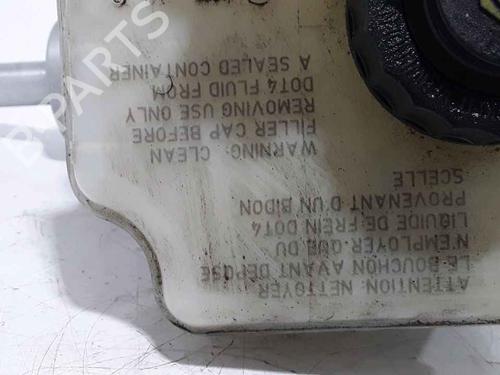 WARNING: CLEAN
FILLER CAP BEFORE
REMOVING USE ONLY
DOT4 FLUID FROM
A SEALED CONTAINER
ATTENTION: NETTOYER
LE BOUCHON AVANT DEPOSE
N'EMPLOYER QUE DU
LIQUIDE DE FREIN DOT4
PROVENANT D'UN BIDON
SCELLE
B-PARTS